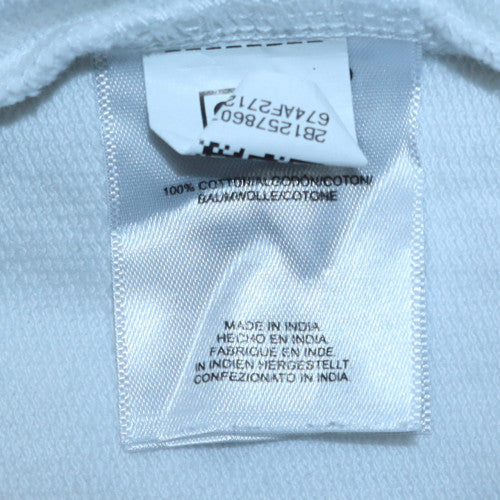 2B1257860
674AF2712
100% COTTON/ALGODÓN/COTON/
BAUMWOLLE/COTONE
MADE IN INDIA.
HECHO EN INDIA.
FABRIQUE EN INDE.
IN INDIEN HERGESTELLT
CONFEZIONATO IN INDIA.